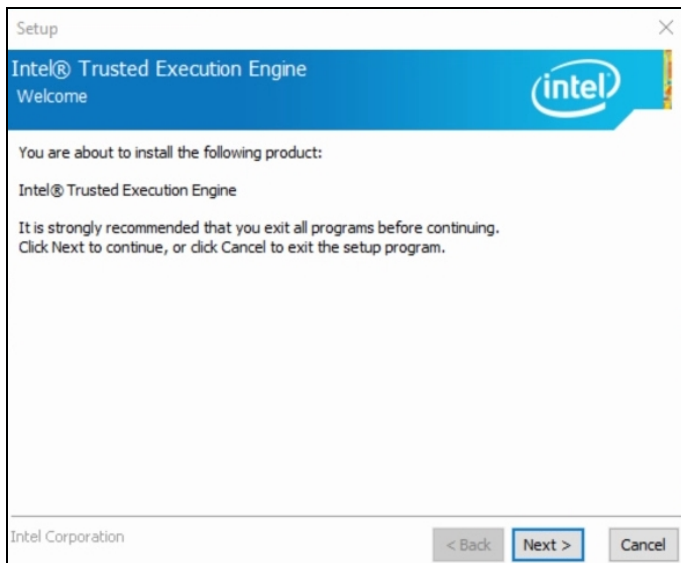 Setup
Intel® Trusted Execution Engine
Welcome
intel
You are about to install the following product:
Intel® Trusted Execution Engine
It is strongly recommended that you exit all programs before continuing.
Click Next to continue, or click Cancel to exit the setup program.
Intel Corporation
< Back Next > Cancel